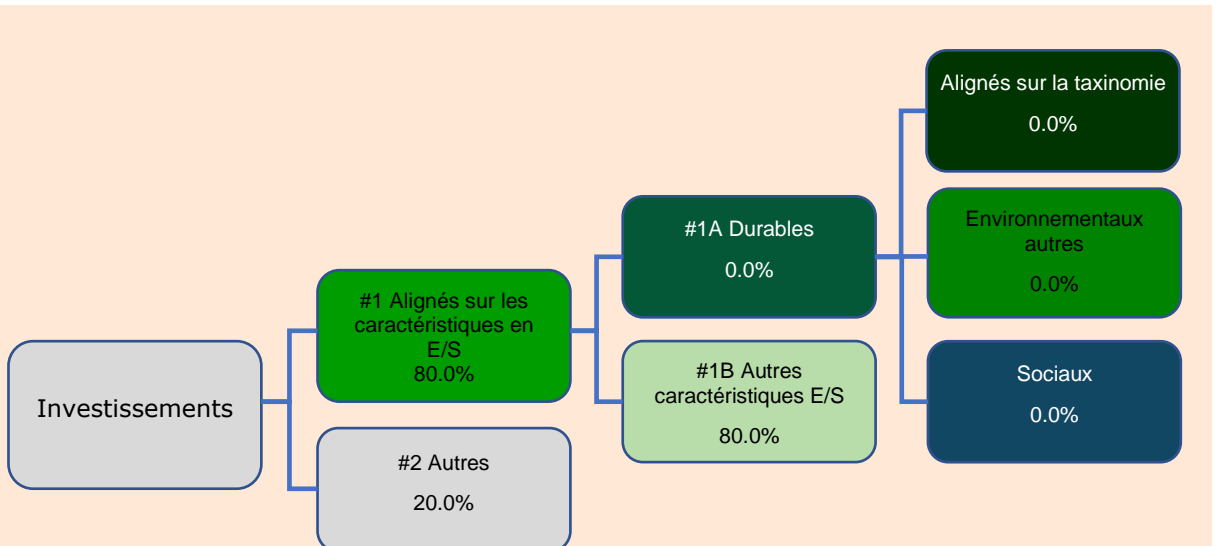 Investissements
#1 Alignés sur les
caractéristiques en
E/S
80.0%
#2 Autres
20.0%
#1A Durables
0.0%
#1B Autres
caractéristiques E/S
80.0%
Alignés sur la taxinomie
0.0%
Environnementaux
autres
0.0%
Sociaux
0.0%